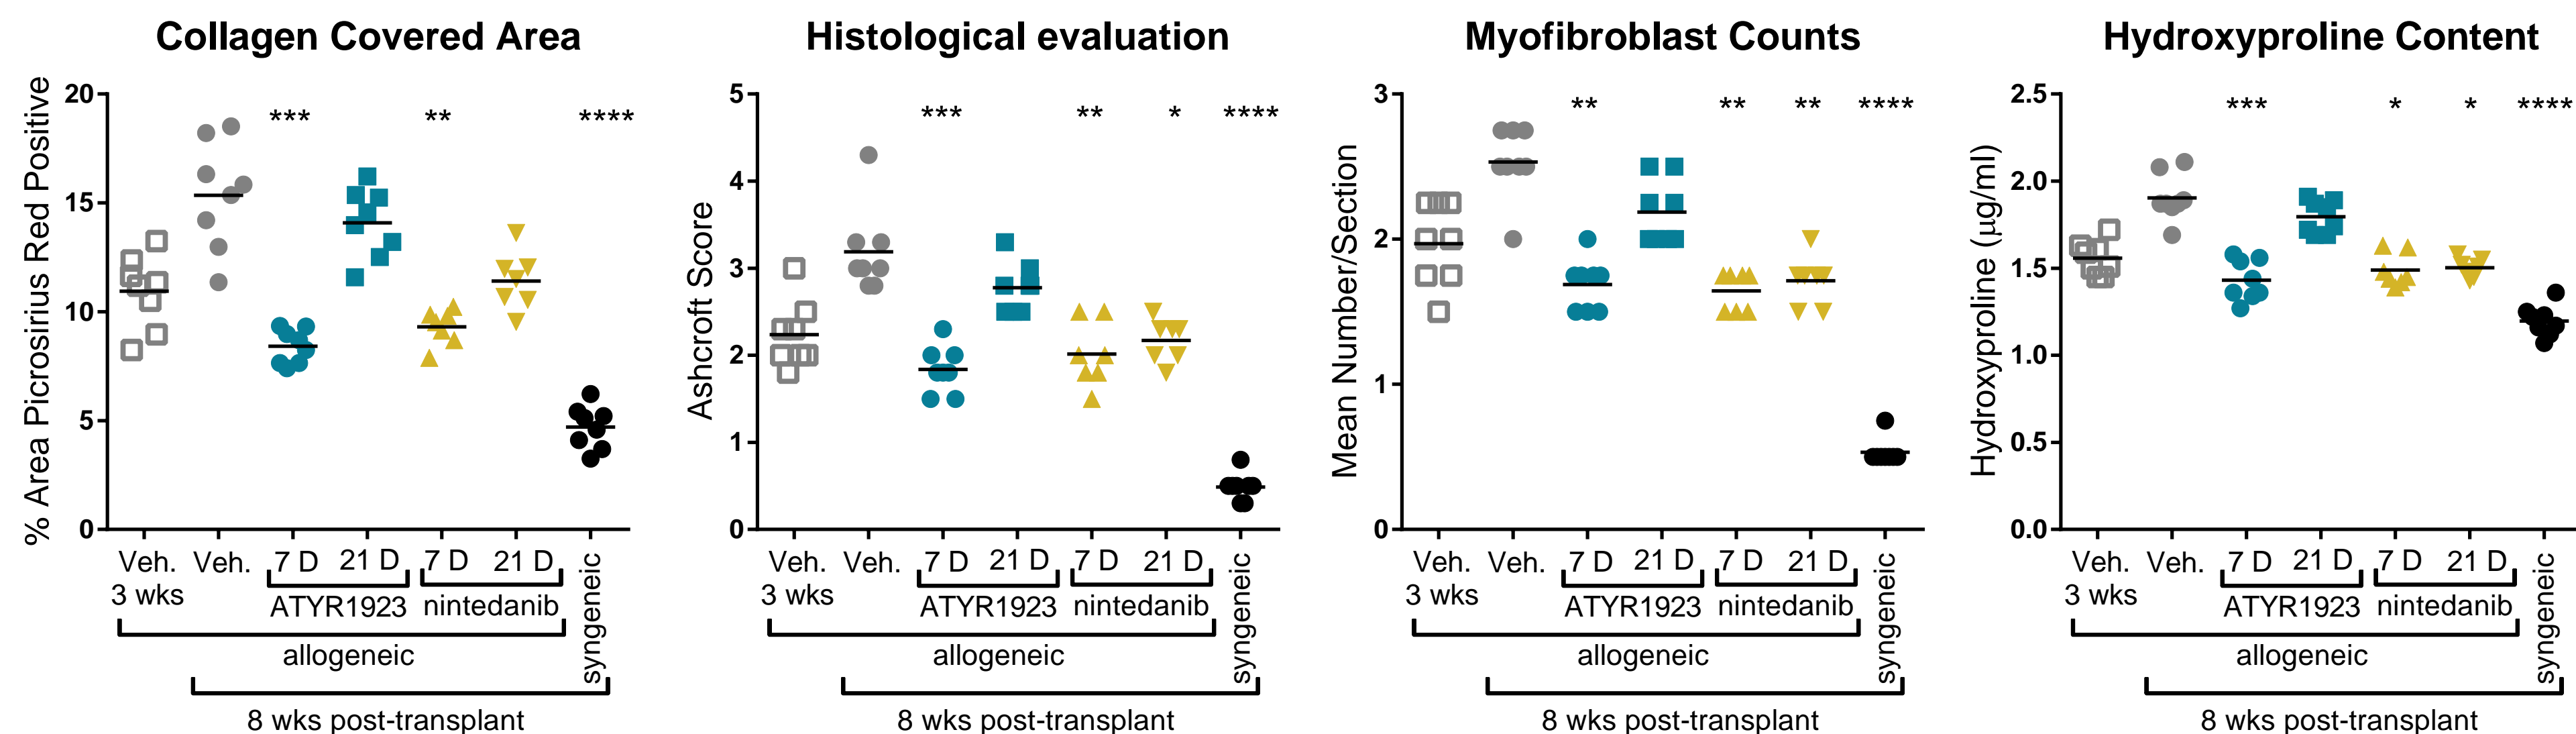 Collagen Covered Area
% Area Picrosirius Red Positive
20
15
10
5
0
*** ** ****
Veh. Veh. 7 D 21 D 7 D 21 D syngeneic
3 wks ATYR1923 nintedanib
allogeneic
8 wks post-transplant
Histological evaluation
Ashcroft Score
5
4
3
2
1
0
*** ** * ****
Veh. Veh. 7 D 21 D 7 D 21 D syngeneic
3 wks ATYR1923 nintedanib
allogeneic
8 wks post-transplant
Myofibroblast Counts
Mean Number/Section
3
2
1
0
** ** ** ****
Veh. Veh. 7 D 21 D 7 D 21 D syngeneic
3 wks ATYR1923 nintedanib
allogeneic
8 wks post-transplant
Hydroxyproline Content
Hydroxyproline (µg/ml)
2.5
2.0
1.5
1.0
0.5
0.0
*** * * ****
Veh. Veh. 7 D 21 D 7 D 21 D syngeneic
3 wks ATYR1923 nintedanib
allogeneic
8 wks post-transplant